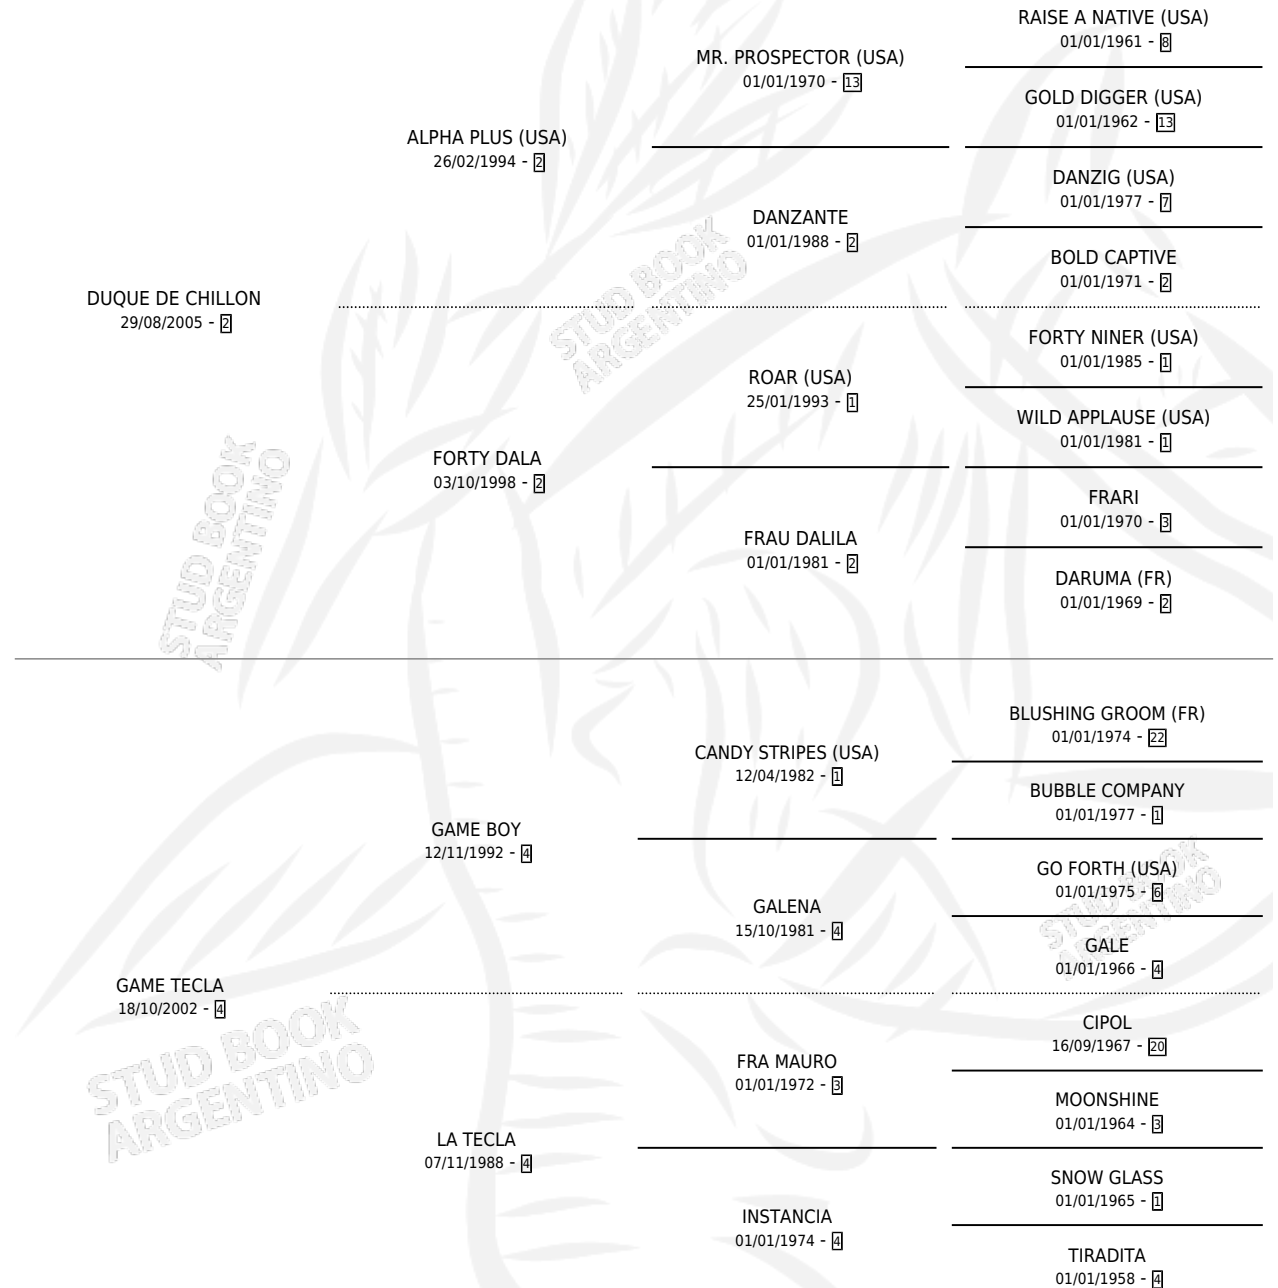 RAISE A NATIVE (USA)
01/01/1961 - 8
MR. PROSPECTOR (USA)
01/01/1970 - 13
GOLD DIGGER (USA)
01/01/1962 - 13
ALPHA PLUS (USA)
26/02/1994 - 2
DANZIG (USA)
01/01/1977 - 7
DANZANTE
01/01/1988 - 2
BOLD CAPTIVE
01/01/1971 - 2
DUQUE DE CHILLON
29/08/2005 - 2
STUD BOOK
ARGENTINO
FORTY NINER (USA)
01/01/1985 - 1
ROAR (USA)
25/01/1993 - 1
WILD APPLAUSE (USA)
01/01/1981 - 1
FORTY DALA
03/10/1998 - 2
FRARI
01/01/1970 - 3
FRAU DALILA
01/01/1981 - 2
DARUMA (FR)
01/01/1969 - 2
STUD BOOK
ARGENTINO
BLUSHING GROOM (FR)
01/01/1974 - 22
CANDY STRIPES (USA)
12/04/1982 - 1
BUBBLE COMPANY
01/01/1977 - 1
GAME BOY
12/11/1992 - 4
GO FORTH (USA)
01/01/1975 - 6
GALENA
15/10/1981 - 4
STUD BOOK
ARGENTINO
GALE
01/01/1966 - 4
GAME TECLA
18/10/2002 - 4
CIPOL
16/09/1967 - 20
FRA MAURO
01/01/1972 - 3
MOONSHINE
01/01/1964 - 3
STUD BOOK
ARGENTINO
LA TECLA
07/11/1988 - 4
SNOW GLASS
01/01/1965 - 1
INSTANCIA
01/01/1974 - 4
TIRADITA
01/01/1958 - 4